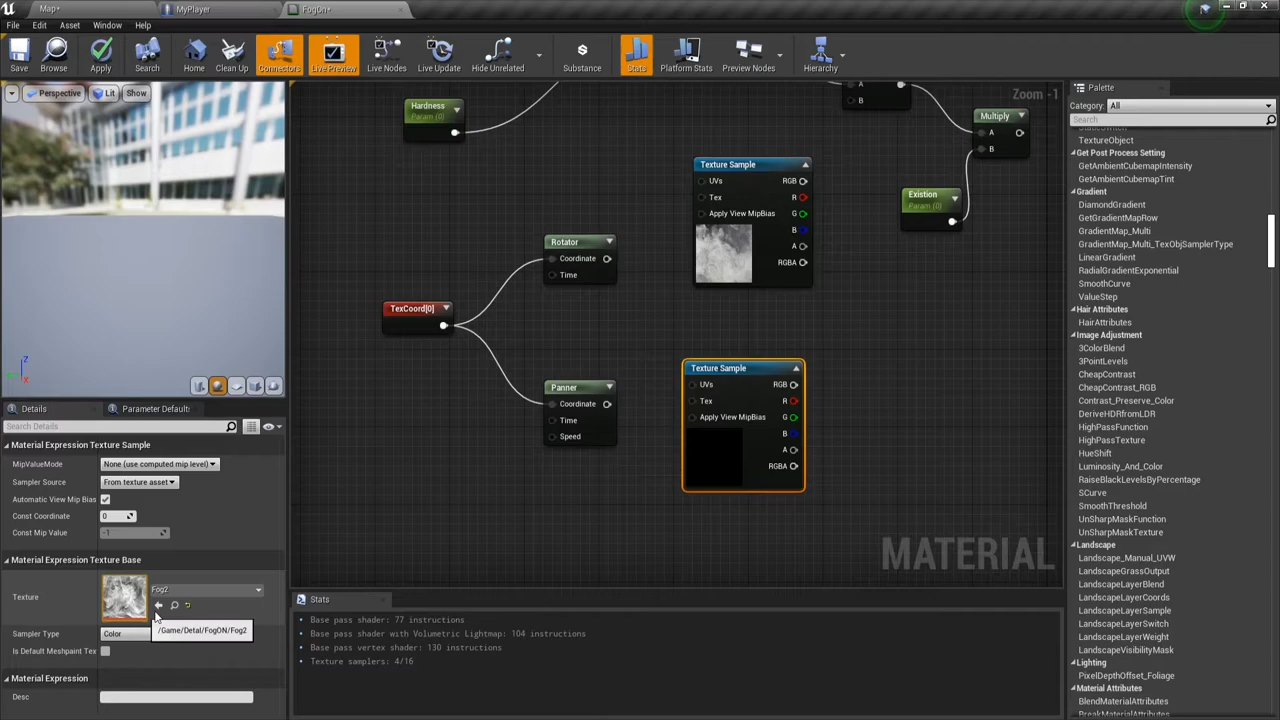 Map*
MyPlayer
FogOn*
File Edit Asset Window Help
Save
Browse
Apply
Search
Home
Clean Up
Connectors
Live Preview
Live Nodes
Live Update
Hide Unrelated
Substance
Stats
Platform Stats
Preview Nodes
Hierarchy
Perspective
Lit
Show
Z
X
Details
Parameter Default
Search Details
Material Expression Texture Sample
MipValueMode
None (use computed mip level)
Sampler Source
From texture asset
Automatic View Mip Bias
Const Coordinate
0
Const Mip Value
-1
Material Expression Texture Base
Texture
Fog2
/Game/Detal/FogON/Fog2
Sampler Type
Color
Is Default Meshpaint Tex
Material Expression
Desc
Zoom -1
Hardness
Param (0)
A
B
Multiply
A
B
Existion
Param (0)
Texture Sample
UVs RGB
Tex R
Apply View MipBias G
B
A
RGBA
Rotator
Coordinate
Time
TexCoord[0]
Panner
Coordinate
Time
Speed
Texture Sample
UVs RGB
Tex R
Apply View MipBias G
B
A
RGBA
MATERIAL
Stats
Base pass shader: 77 instructions
Base pass shader with Volumetric Lightmap: 104 instructions
Base pass vertex shader: 130 instructions
Texture samplers: 4/16
Palette
Category: All
Search
TextureObject
Get Post Process Setting
GetAmbientCubemapIntensity
GetAmbientCubemapTint
Gradient
DiamondGradient
GetGradientMapRow
GradientMap_Multi
GradientMap_Multi_TexObjSamplerType
LinearGradient
RadialGradientExponential
SmoothCurve
ValueStep
Hair Attributes
HairAttributes
Image Adjustment
3ColorBlend
3PointLevels
CheapContrast
CheapContrast_RGB
Contrast_Preserve_Color
DeriveHDRfromLDR
HighPassFunction
HighPassTexture
HueShift
Luminosity_And_Color
RaiseBlackLevelsByPercentage
SCurve
SmoothThreshold
UnSharpMaskFunction
UnSharpMaskTexture
Landscape
Landscape_Manual_UVW
LandscapeGrassOutput
LandscapeLayerBlend
LandscapeLayerCoords
LandscapeLayerSample
LandscapeLayerSwitch
LandscapeLayerWeight
LandscapeVisibilityMask
Lighting
PixelDepthOffset_Foliage
Material Attributes
BlendMaterialAttributes
BreakMaterialAttributes